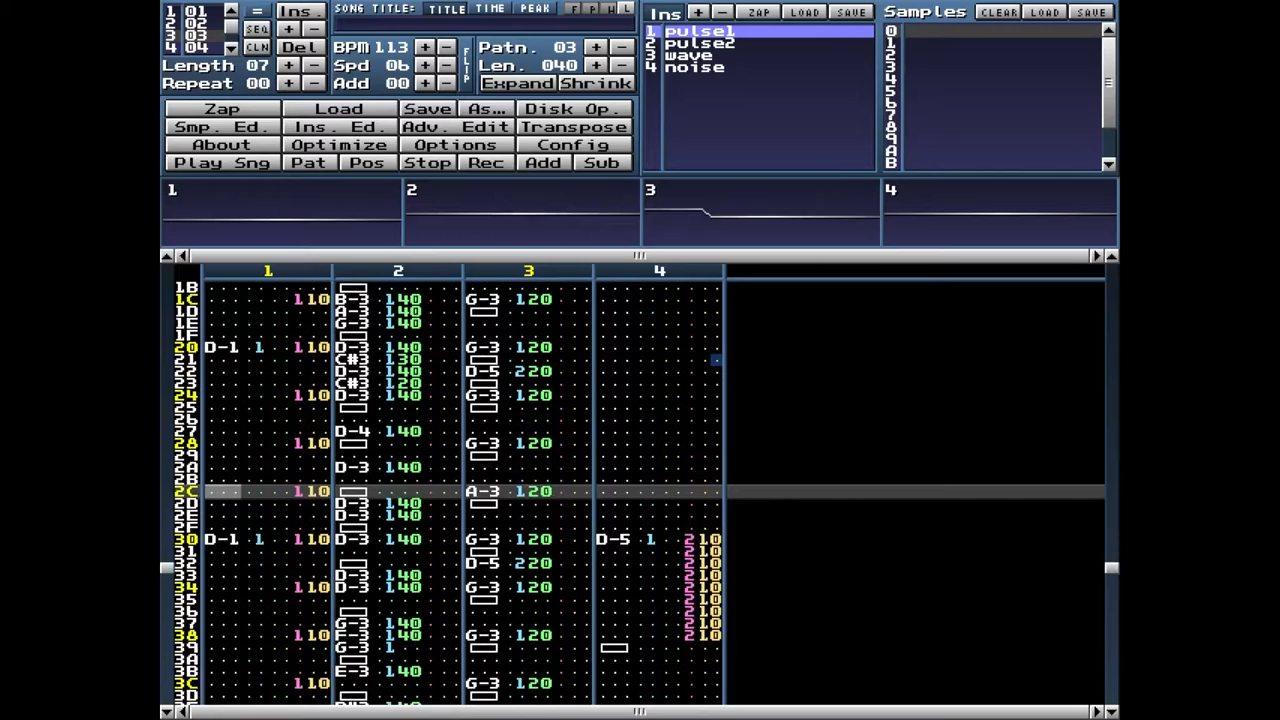 1 01 = Ins. SONG TITLE: TITLE TIME PEAK F P W L
2 02 SEQ + -
3 03
4 04 CLN Del
BPM 113 + - Patn. 03 + -
Length 07 + - Spd 06 + - FLIP Len. 040 + -
Repeat 00 + - Add 00 + - Expand Shrink
Zap Load Save As... Disk Op.
Smp. Ed. Ins. Ed. Adv. Edit Transpose
About Optimize Options Config
Play Sng Pat Pos Stop Rec Add Sub
Ins + - ZAP LOAD SAVE
1 pulse1
2 pulse2
3 wave
4 noise
Samples CLEAR LOAD SAVE
0
1
2
3
4
5
6
7
8
9
A
B
1 2 3 4
1 2 3 4
1B
1C 110 B-3 140 G-3 120
1D A-3 140
1E G-3 140
1F
20 D-1 1 110 D-3 140 G-3 120
21 C#3 130
22 D-3 140 D-5 220
23 C#3 120
24 110 D-3 140 G-3 120
25
26
27 D-4 140
28 110 G-3 120
29
2A D-3 140
2B
2C 110 A-3 120
2D D-3 140
2E D-3 140
2F
30 D-1 1 110 D-3 140 G-3 120 D-5 1 210
31 210
32 D-5 220 210
33 D-3 140 210
34 110 D-3 140 G-3 120 210
35 210
36 210
37 G-3 140 210
38 110 F-3 140 G-3 120 210
39 G-3 1
3A
3B E-3 140
3C 110 G-3 120
3D